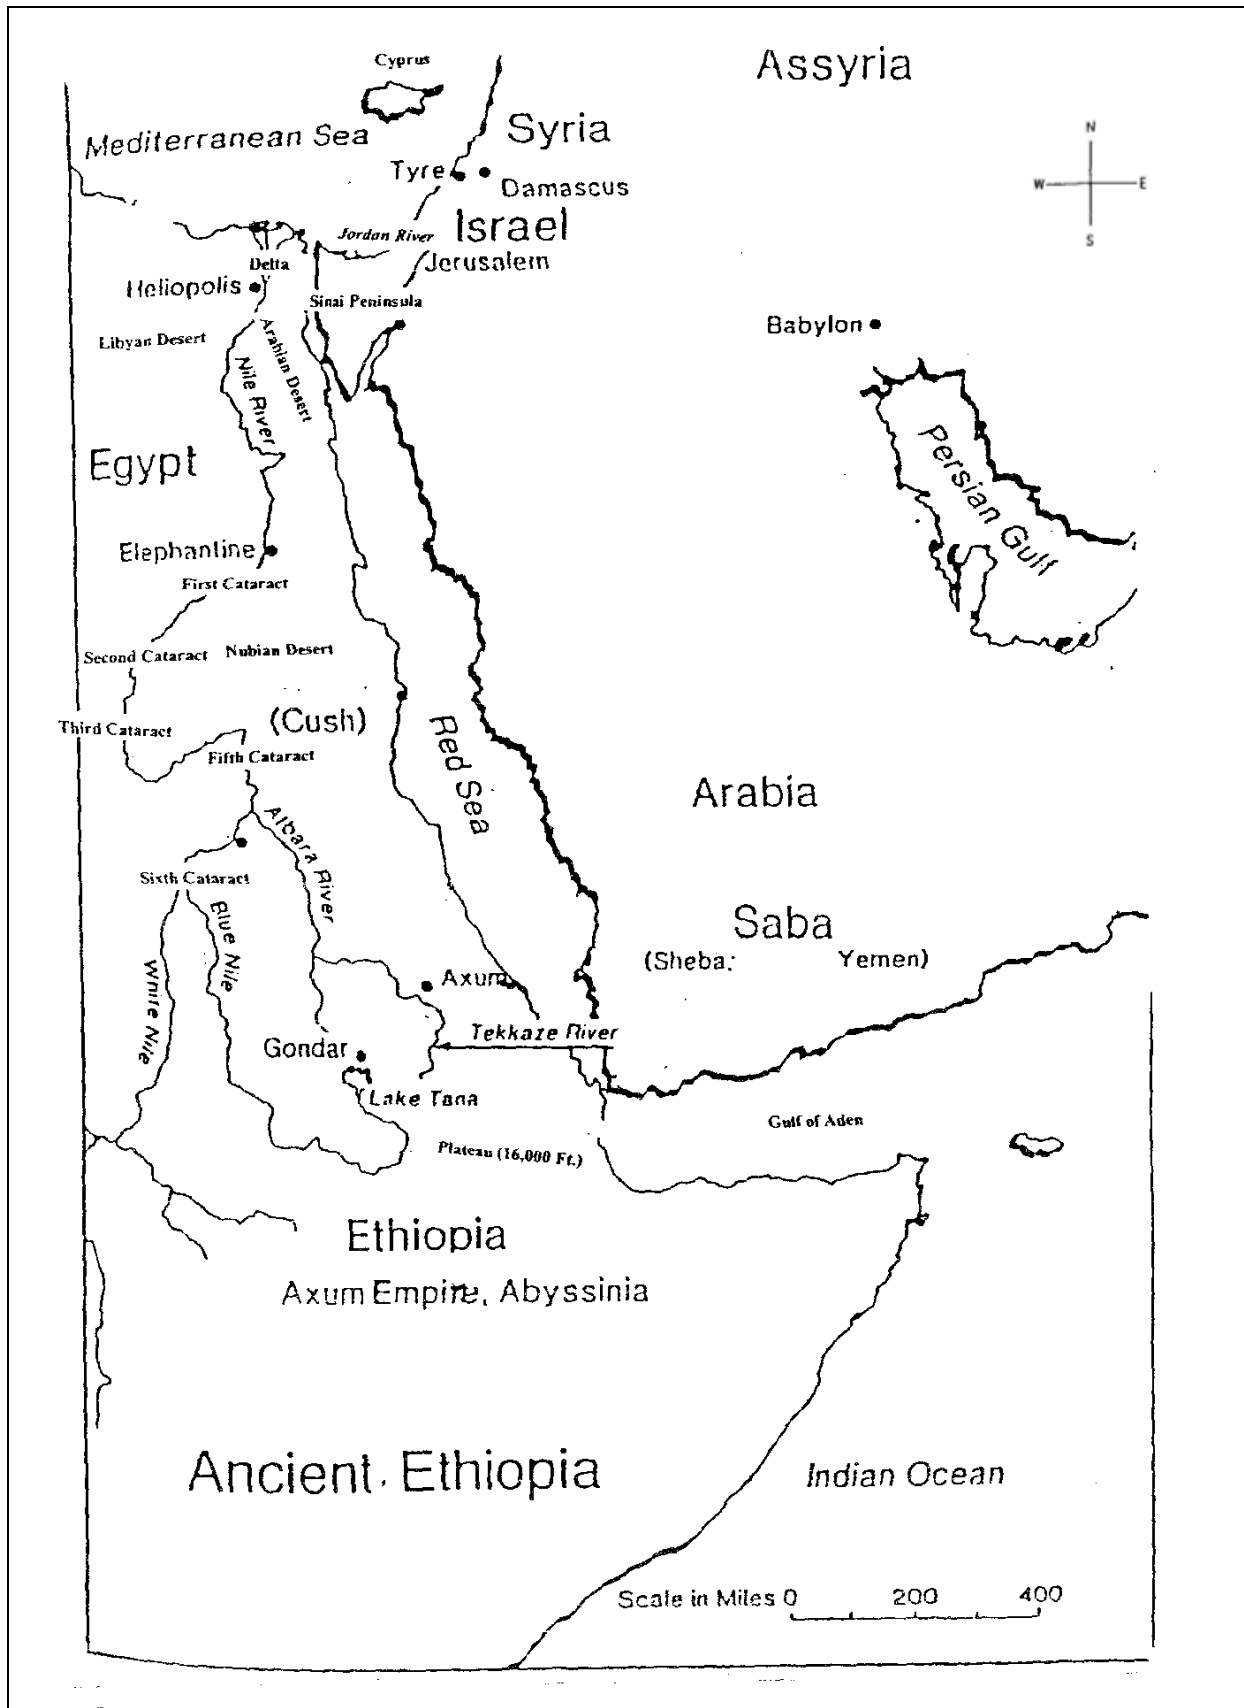 Cyprus
Assyria
Mediterranean Sea
Syria
N
W
E
S
Tyre
Damascus
Jordan River
Israel
Delta
Jerusalem
Heliopolis
Sinai Peninsula
Libyan Desert
Arabian Desert
Babylon
Nile River
Persian Gulf
Egypt
Elephantine
First Cataract
Second Cataract
Nubian Desert
Third Cataract
(Cush)
Red Sea
Fifth Cataract
Arabia
Albara River
Sixth Cataract
Blue Nile
Saba
(Sheba: Yemen)
White Nile
Axum
Tekkaze River
Gondar
Lake Tana
Gulf of Aden
Plateau (16,000 Ft.)
Ethiopia
Axum Empire, Abyssinia
Ancient. Ethiopia
Indian Ocean
Scale in Miles 0 200 400